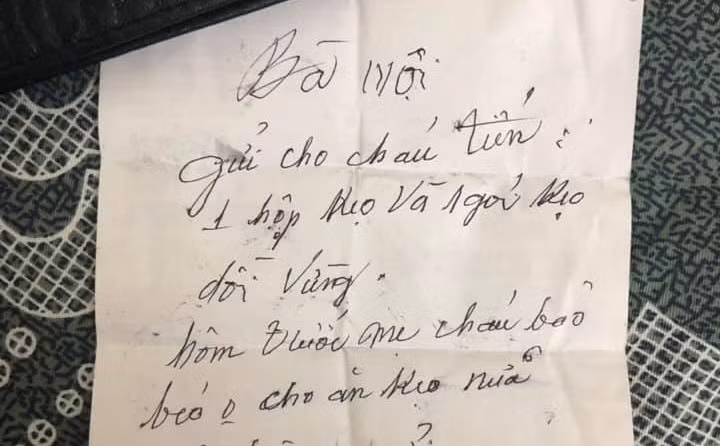 Bà Nội
gửi cho cháu Tiến :
1 hộp kẹo Và 1 gói kẹo
dồi Vừng.
hôm trước mẹ cháu bảo
béo o cho ăn kẹo nữa